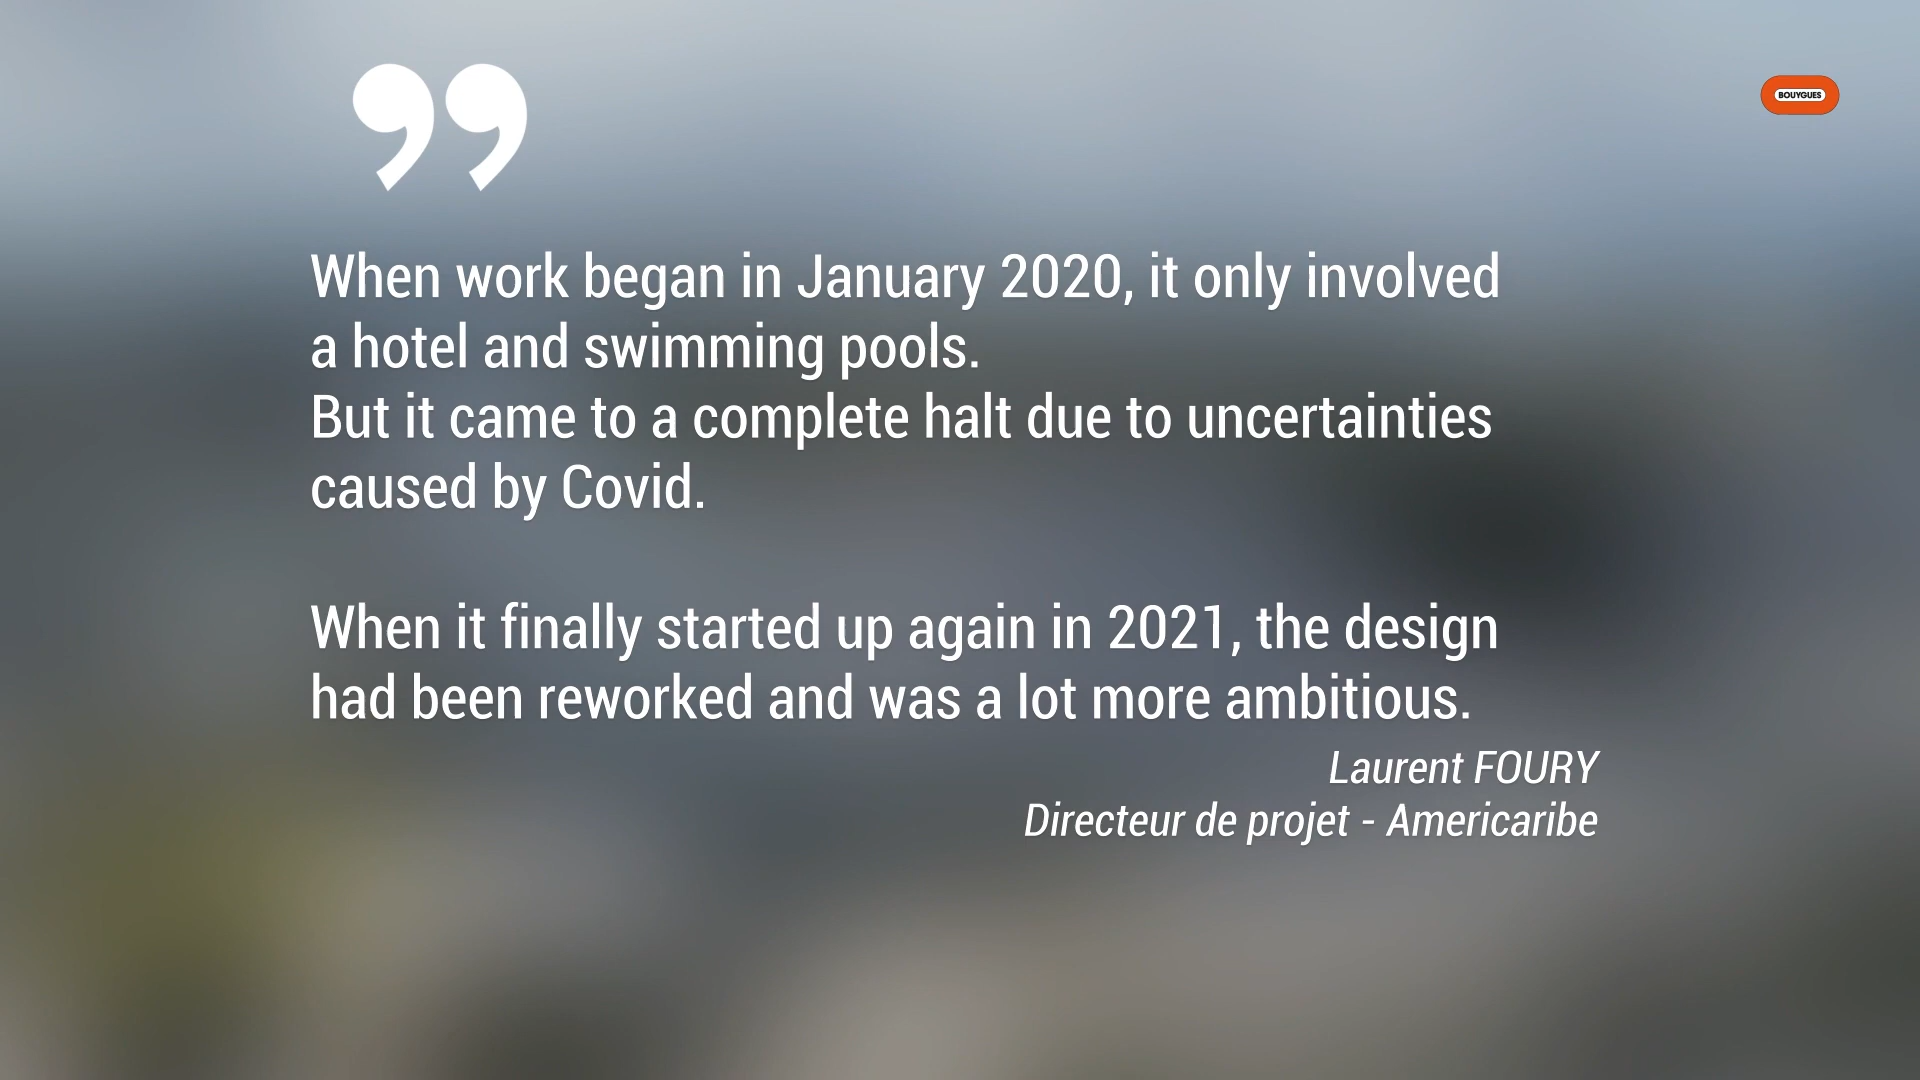 ”
BOUYGUES
When work began in January 2020, it only involved
a hotel and swimming pools.
But it came to a complete halt due to uncertainties
caused by Covid.
When it finally started up again in 2021, the design
had been reworked and was a lot more ambitious.
Laurent FOURY
Directeur de projet - Americaribe